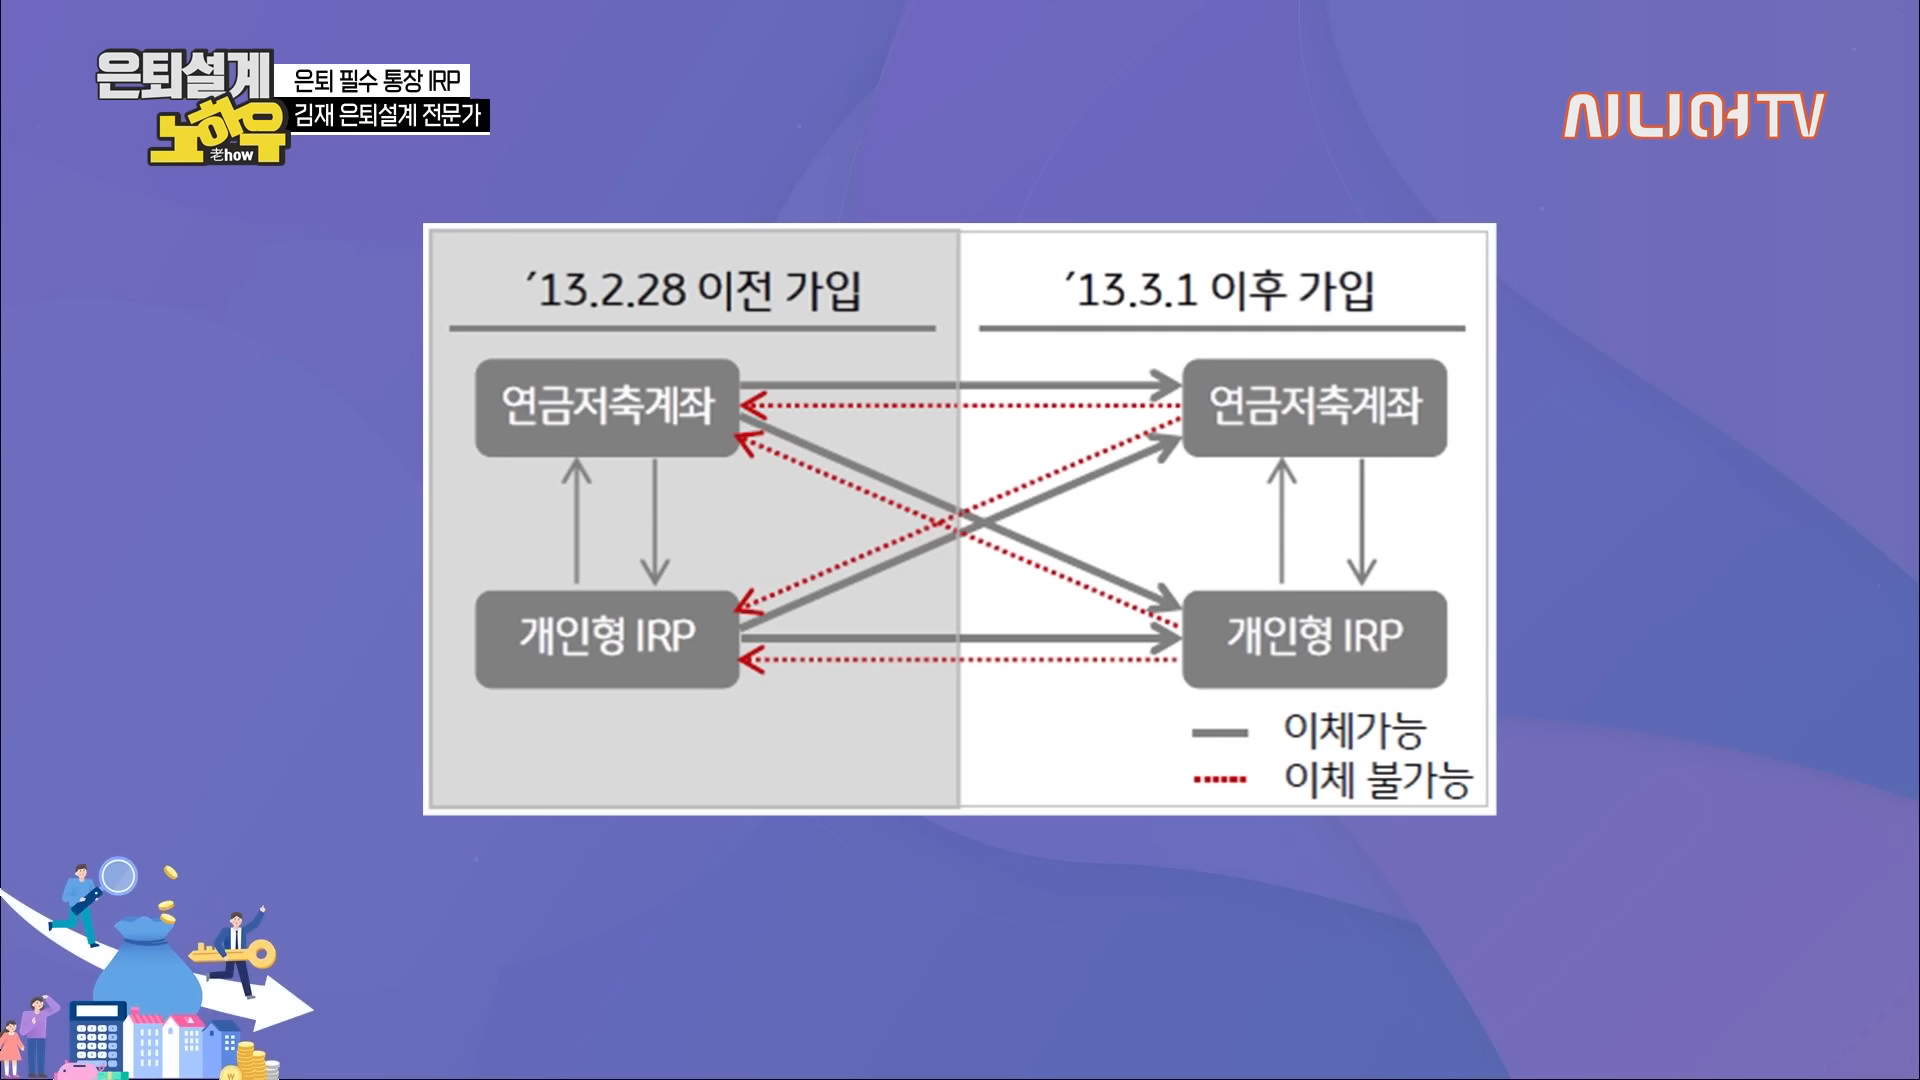 은퇴설계
노하우
老how
은퇴 필수 통장 IRP
김재 은퇴설계 전문가
시니어TV
´13.2.28 이전 가입
´13.3.1 이후 가입
연금저축계좌
연금저축계좌
개인형 IRP
개인형 IRP
이체가능
이체 불가능
₩